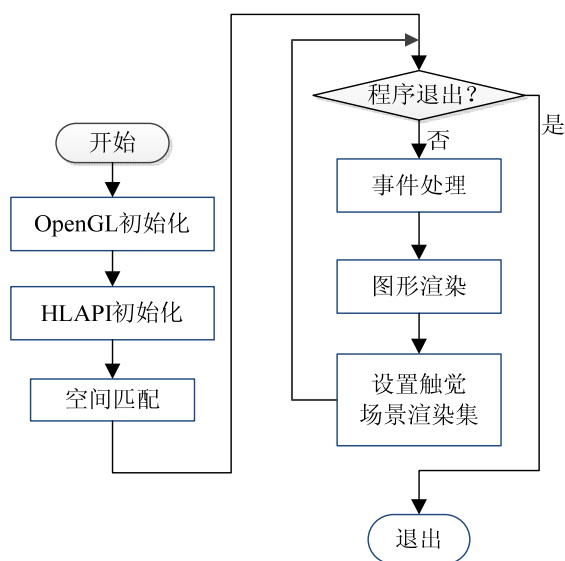 开始
OpenGL初始化
HLAPI初始化
空间匹配
程序退出?
是
否
事件处理
图形渲染
设置触觉
场景渲染集
退出